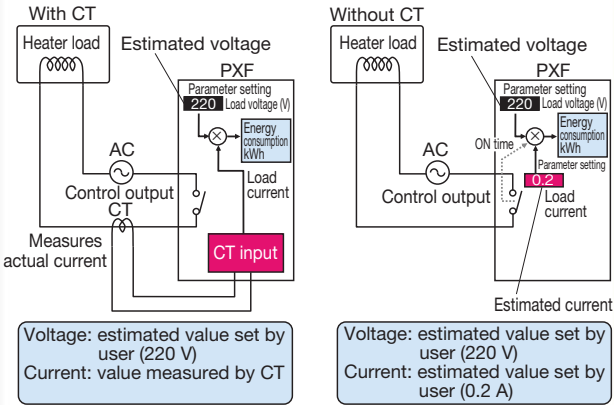 With CT
Heater load
Estimated voltage
PXF
Parameter setting
220 Load voltage (V)
Energy
consumption
kWh
AC
Load
current
Control output
CT
Measures
actual current
CT input
Voltage: estimated value set by
user (220 V)
Current: value measured by CT
Without CT
Heater load
Estimated voltage
PXF
Parameter setting
220 Load voltage (V)
Energy
consumption
kWh
ON time
AC
Parameter setting
0.2
Control output
Load
current
Estimated current
Voltage: estimated value set by
user (220 V)
Current: estimated value set by
user (0.2 A)